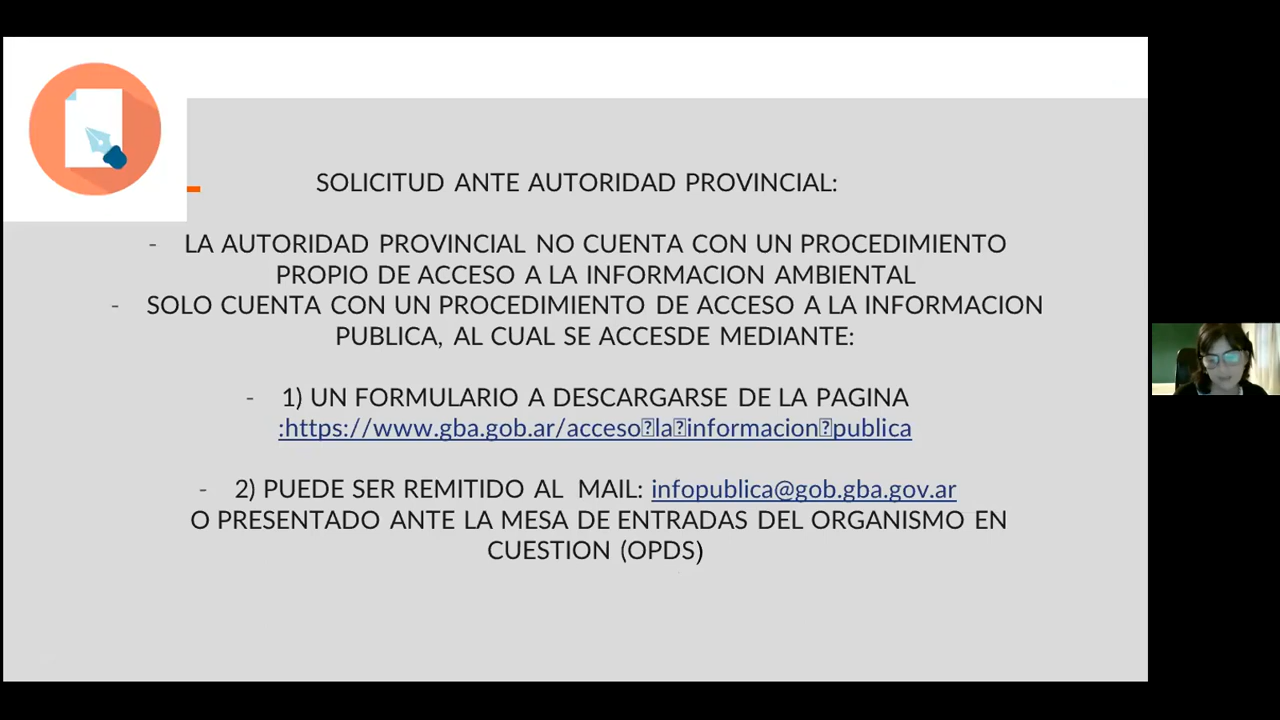 SOLICITUD ANTE AUTORIDAD PROVINCIAL:
- LA AUTORIDAD PROVINCIAL NO CUENTA CON UN PROCEDIMIENTO
PROPIO DE ACCESO A LA INFORMACION AMBIENTAL
- SOLO CUENTA CON UN PROCEDIMIENTO DE ACCESO A LA INFORMACION
PUBLICA, AL CUAL SE ACCESDE MEDIANTE:
- 1) UN FORMULARIO A DESCARGARSE DE LA PAGINA
:https://www.gba.gob.ar/acceso⍰la⍰informacion⍰publica
- 2) PUEDE SER REMITIDO AL MAIL: infopublica@gob.gba.gov.ar
O PRESENTADO ANTE LA MESA DE ENTRADAS DEL ORGANISMO EN
CUESTION (OPDS)